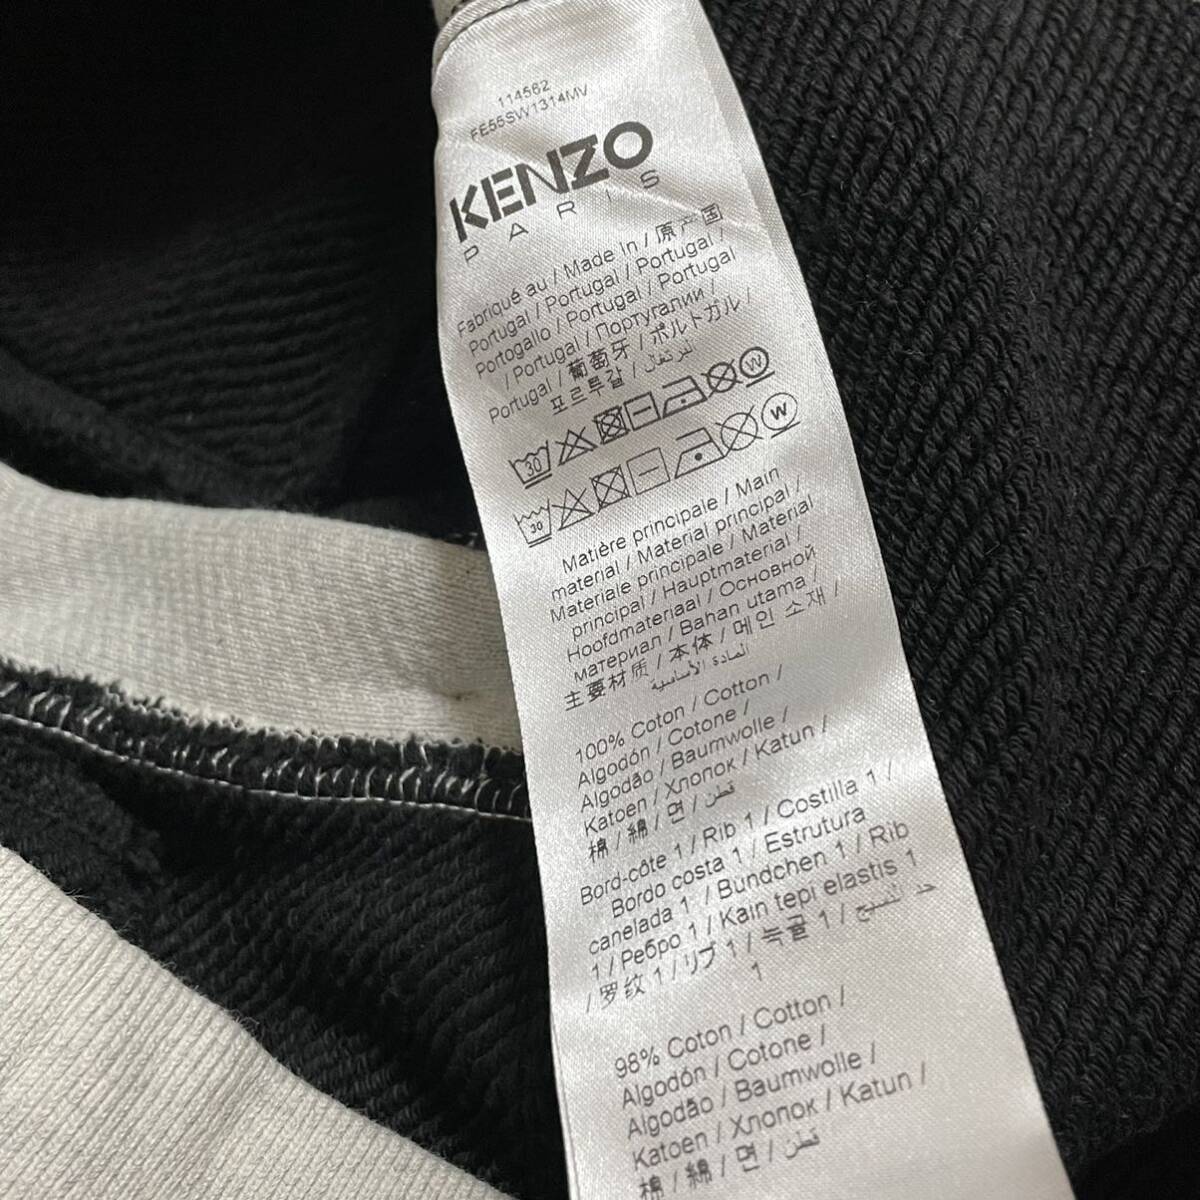 114562
FE55SW1314MV
KENZO
PARIS
Fabriqué au / Made In / 原产国
Portugal / Portugal / Portugal /
Portogallo / Portugal / Portugal
/ Portugal / Португалии /
Portugal / 葡萄牙 / ポルトガル /
포르투갈 / البرتغال
30 W
30 W
Matière principale / Main
material / Material principal /
Materiale principale / Material
principal / Hauptmaterial /
Hoofdmateriaal / Основной
материал / Bahan utama /
主要材质 / 本体 / 메인 소재 /
المادة الأساسية
100% Coton / Cotton /
Algodón / Cotone /
Algodão / Baumwolle /
Katoen / Хлопок / Katun /
棉 / 綿 / 면 / قطن
Bord-côte 1 / Rib 1 / Costilla 1 /
Bordo costa 1 / Estrutura
canelada 1 / Bundchen 1 / Rib
1 / Ребро 1 / Kain tepi elastis 1
/ 罗纹 1 / リブ 1 / 늑골 1 /
1
98% Coton / Cotton /
Algodón / Cotone /
Algodão / Baumwolle /
Katoen / Хлопок / Katun /
棉 / 綿 / 면 / قطن